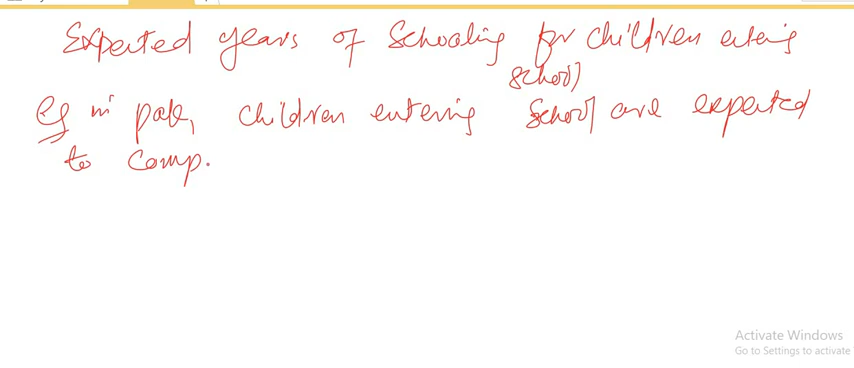 Expected years of Schooling for children entering
school
Eg in pak, children entering School are expected
to comp.
Activate Windows
Go to Settings to activate